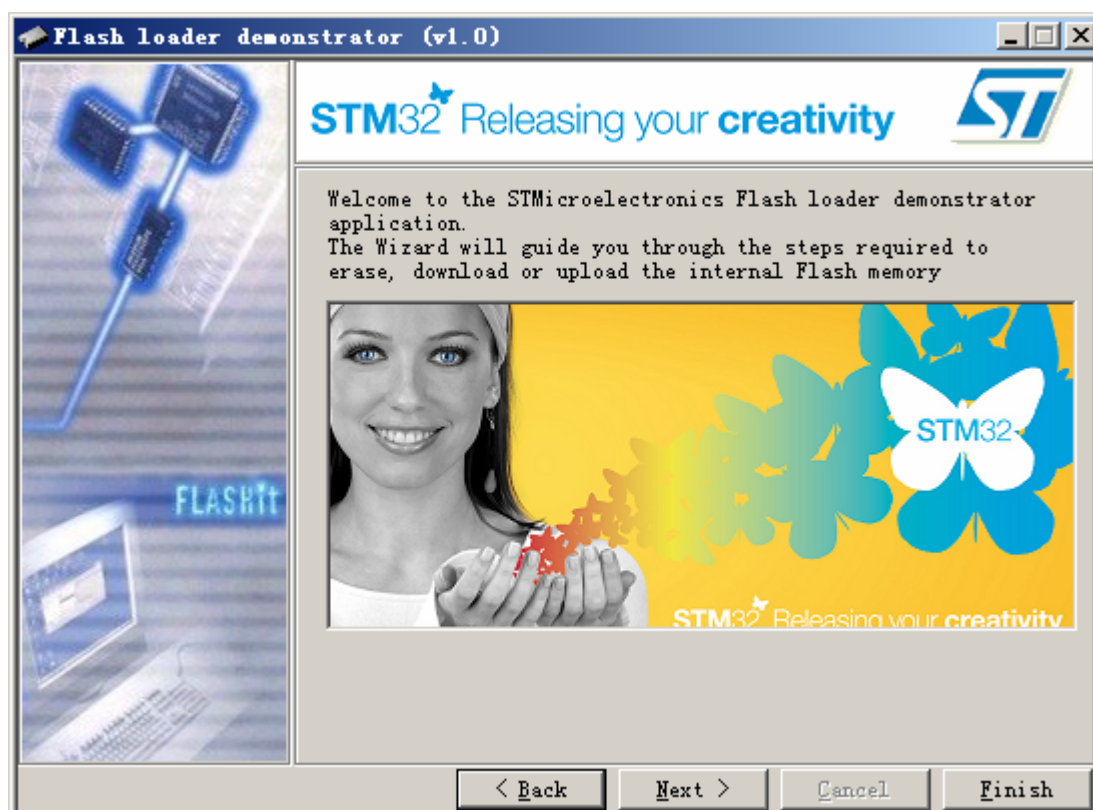 Flash loader demonstrator (v1.0)
STM32 Releasing your creativity
ST
Welcome to the STMicroelectronics Flash loader demonstrator
application.
The Wizard will guide you through the steps required to
erase, download or upload the internal Flash memory
STM32
FLASHit
STM32 Releasing your creativity
< Back
Next >
Cancel
Finish